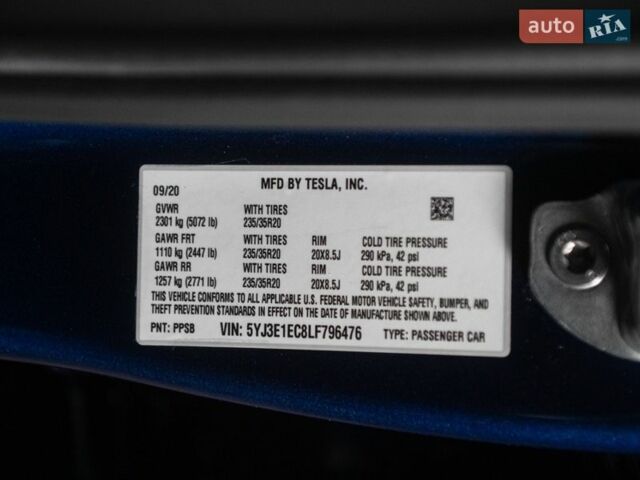 auto RIA .com
MFD BY TESLA, INC.
09/20
GVWR WITH TIRES
2301 kg (5072 lb) 235/35R20
GAWR FRT WITH TIRES RIM COLD TIRE PRESSURE
1110 kg (2447 lb) 235/35R20 20X8.5J 290 kPa, 42 psi
GAWR RR WITH TIRES RIM COLD TIRE PRESSURE
1257 kg (2771 lb) 235/35R20 20X8.5J 290 kPa, 42 psi
THIS VEHICLE CONFORMS TO ALL APPLICABLE U.S. FEDERAL MOTOR VEHICLE SAFETY, BUMPER, AND
THEFT PREVENTION STANDARDS IN EFFECT ON THE DATE OF MANUFACTURE SHOWN ABOVE.
PNT: PPSB VIN: 5YJ3E1EC8LF796476 TYPE: PASSENGER CAR